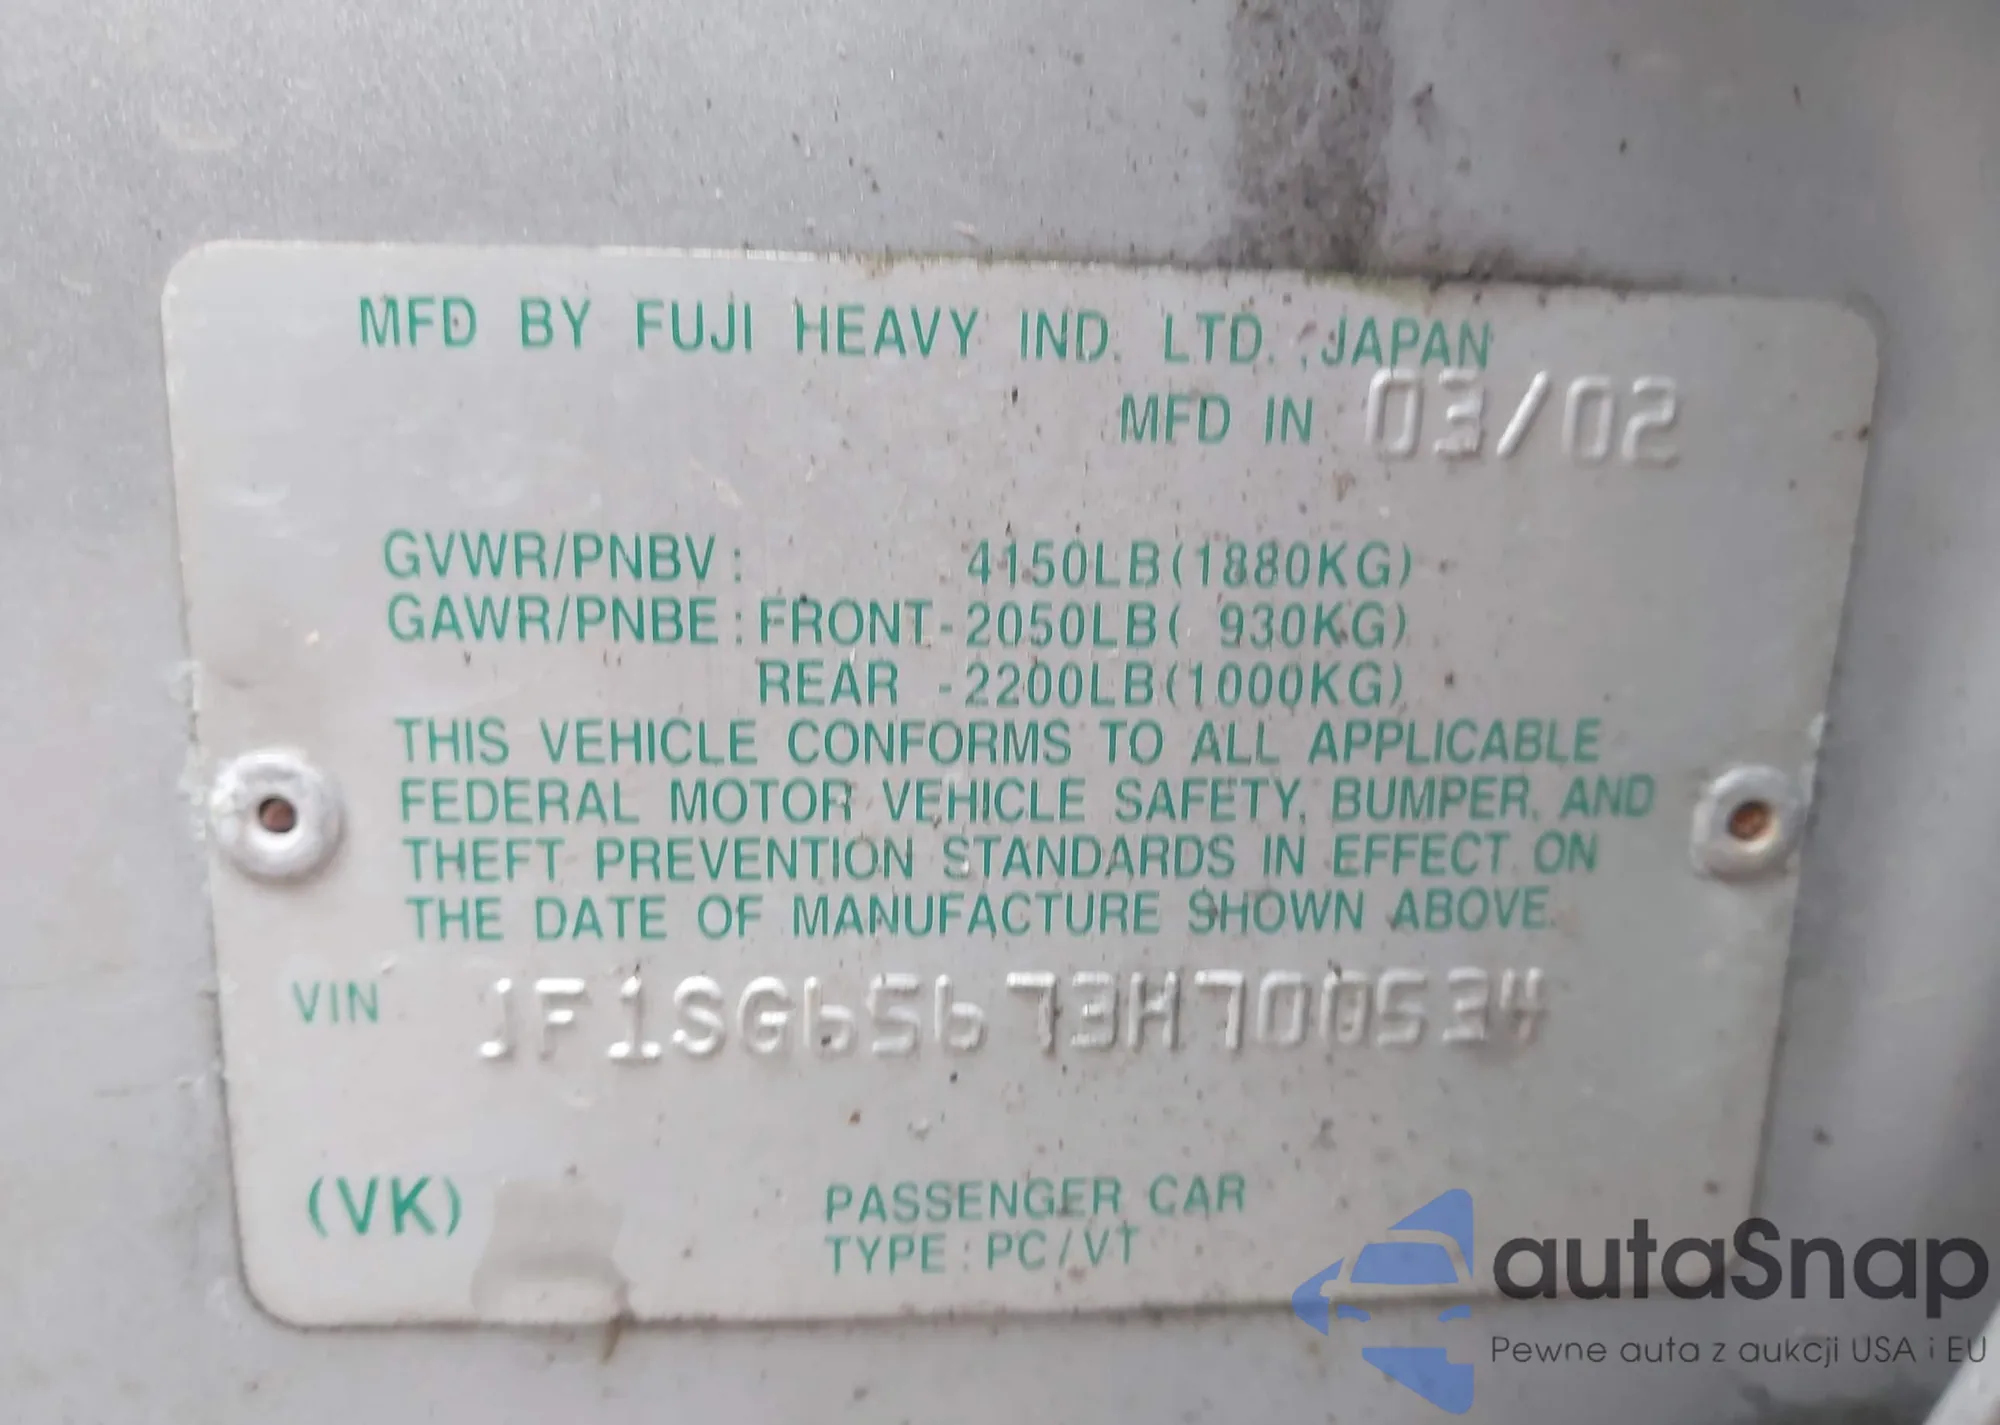 MFD BY FUJI HEAVY IND. LTD. ,JAPAN
MFD IN 03/02
GVWR/PNBV: 4150LB(1880KG)
GAWR/PNBE: FRONT-2050LB( 930KG)
REAR -2200LB(1000KG)
THIS VEHICLE CONFORMS TO ALL APPLICABLE
FEDERAL MOTOR VEHICLE SAFETY, BUMPER, AND
THEFT PREVENTION STANDARDS IN EFFECT ON
THE DATE OF MANUFACTURE SHOWN ABOVE.
VIN JF1SG65673H700534
(VK)
PASSENGER CAR
TYPE: PC/VT
autaSnap
Pewne auta z aukcji USA i EU